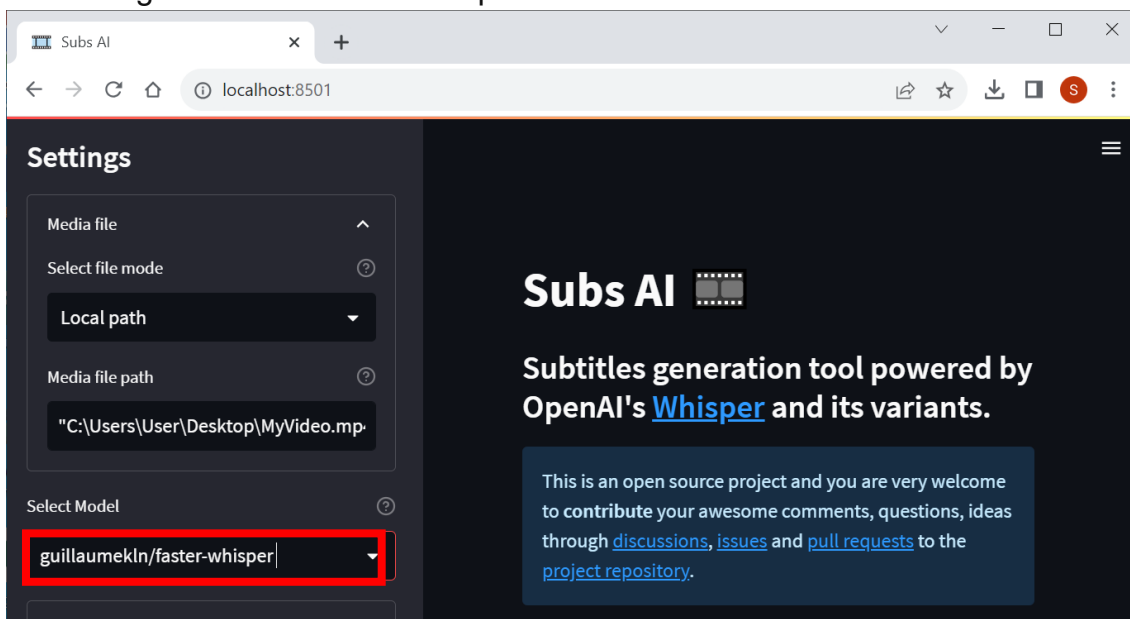 Subs AI
localhost:8501
S
Settings
Media file
Select file mode
Local path
Media file path
"C:\Users\User\Desktop\MyVideo.mp
Select Model
guillaumekln/faster-whisper
Subs AI
Subtitles generation tool powered by
OpenAI's Whisper and its variants.
This is an open source project and you are very welcome
to contribute your awesome comments, questions, ideas
through discussions, issues and pull requests to the
project repository.